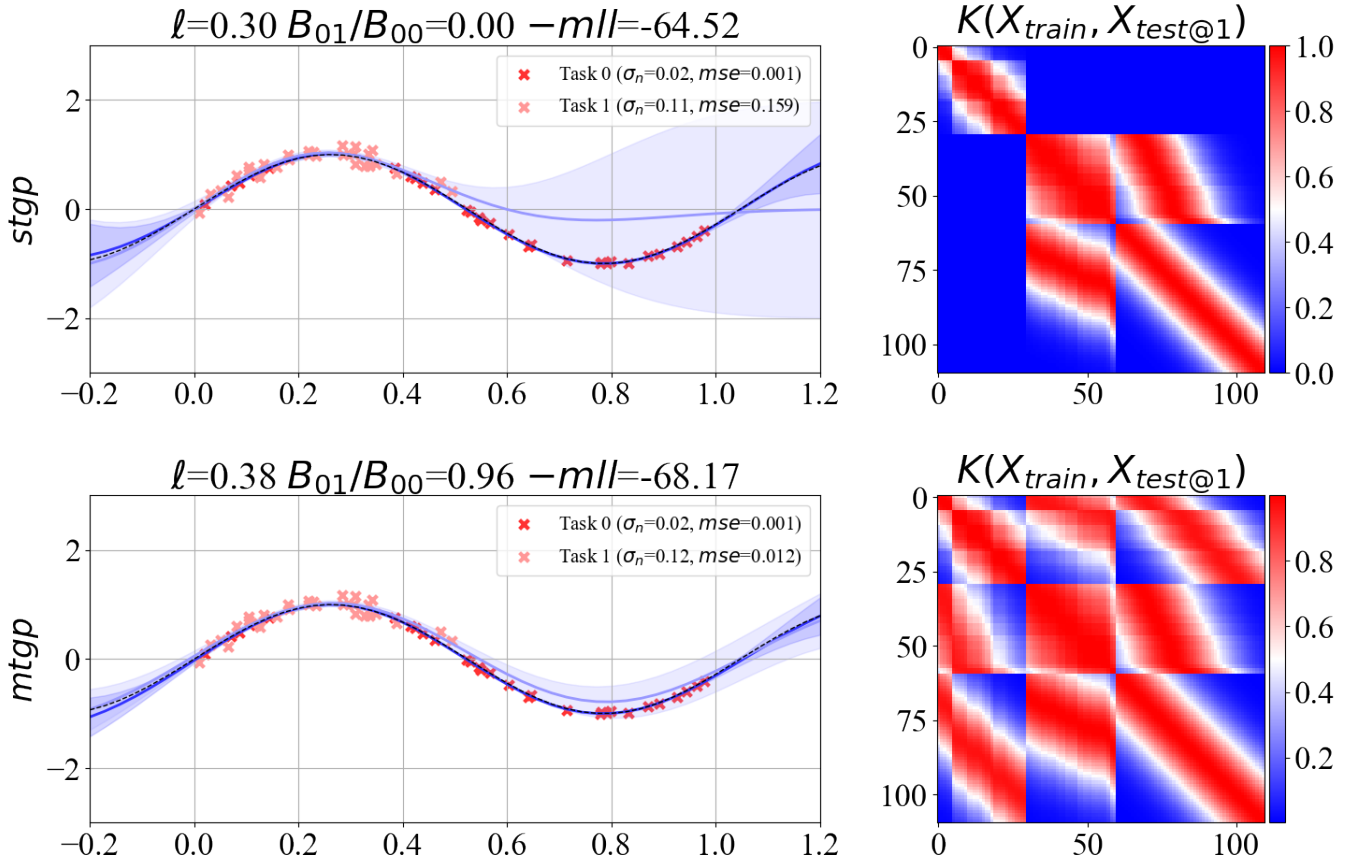 ℓ=0.30 B₀₁/B₀₀=0.00 −mll=-64.52
K(X_train, X_test@1)
stgp
2
0
−2
Task 0 (σₙ=0.02, mse=0.001)
Task 1 (σₙ=0.11, mse=0.159)
−0.2 0.0 0.2 0.4 0.6 0.8 1.0 1.2
0
25
50
75
100
0 50 100
1.0
0.8
0.6
0.4
0.2
0.0
ℓ=0.38 B₀₁/B₀₀=0.96 −mll=-68.17
K(X_train, X_test@1)
mtgp
2
0
−2
Task 0 (σₙ=0.02, mse=0.001)
Task 1 (σₙ=0.12, mse=0.012)
−0.2 0.0 0.2 0.4 0.6 0.8 1.0 1.2
0
25
50
75
100
0 50 100
0.8
0.6
0.4
0.2